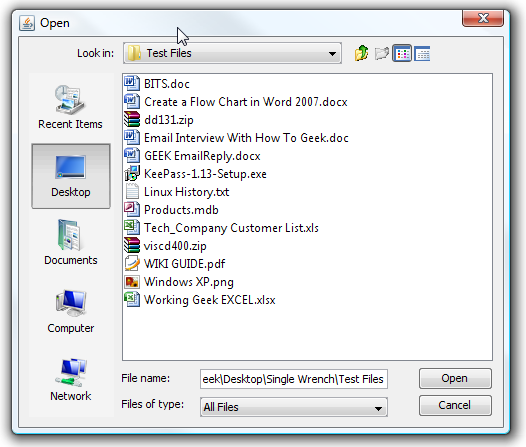 Open
Look in: Test Files
Recent Items
Desktop
Documents
Computer
Network
BITS.doc
Create a Flow Chart in Word 2007.docx
dd131.zip
Email Interview With How To Geek.doc
GEEK EmailReply.docx
KeePass-1.13-Setup.exe
Linux History.txt
Products.mdb
Tech_Company Customer List.xls
viscd400.zip
WIKI GUIDE.pdf
Windows XP.png
Working Geek EXCEL.xlsx
File name: eek\Desktop\Single Wrench\Test Files Open
Files of type: All Files Cancel